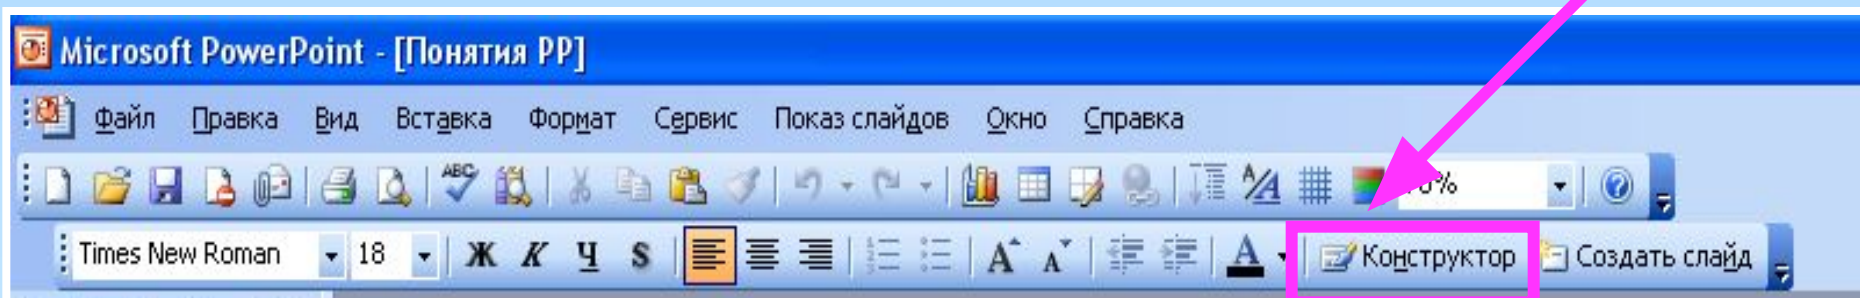 Microsoft PowerPoint - [Понятия PP]
Файл Правка Вид Вставка Формат Сервис Показ слайдов Окно Справка
ABC A/A
Times New Roman 18 Ж К Ч S A A A Конструктор Создать слайд